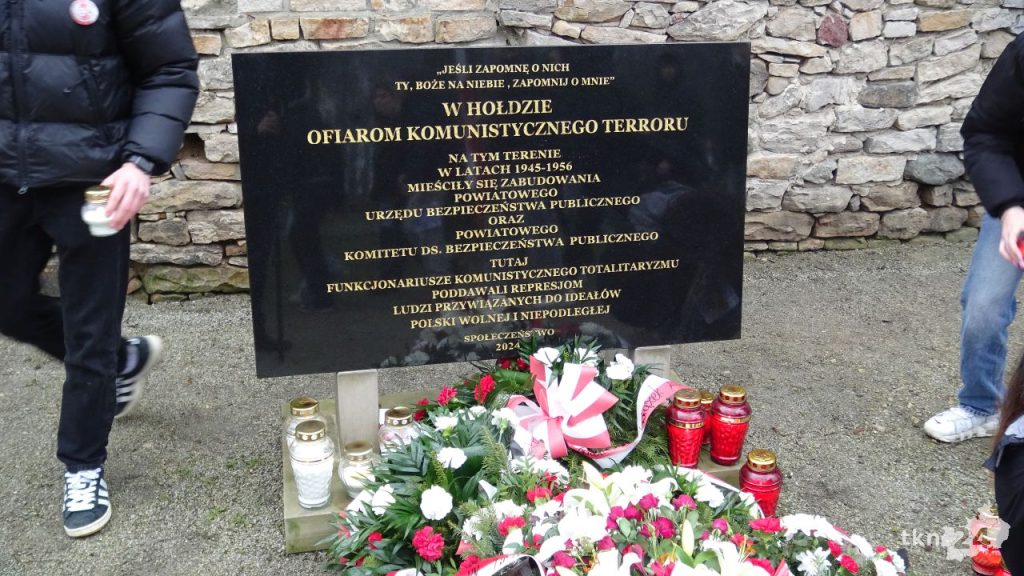 „JEŚLI ZAPOMNĘ O NICH
TY, BOŻE NA NIEBIE , ZAPOMNIJ O MNIE”
W HOŁDZIE
OFIAROM KOMUNISTYCZNEGO TERRORU
NA TYM TERENIE
W LATACH 1945-1956
MIEŚCIŁY SIĘ ZABUDOWANIA
POWIATOWEGO
URZĘDU BEZPIECZEŃSTWA PUBLICZNEGO
ORAZ
POWIATOWEGO
KOMITETU DS. BEZPIECZEŃSTWA PUBLICZNEGO
TUTAJ
FUNKCJONARIUSZE KOMUNISTYCZNEGO TOTALITARYZMU
PODDAWALI REPRESJOM
LUDZI PRZYWIĄZANYCH DO IDEAŁÓW
POLSKI WOLNEJ I NIEPODLEGŁEJ
SPOŁECZEŃSTWO
2024
tkn24